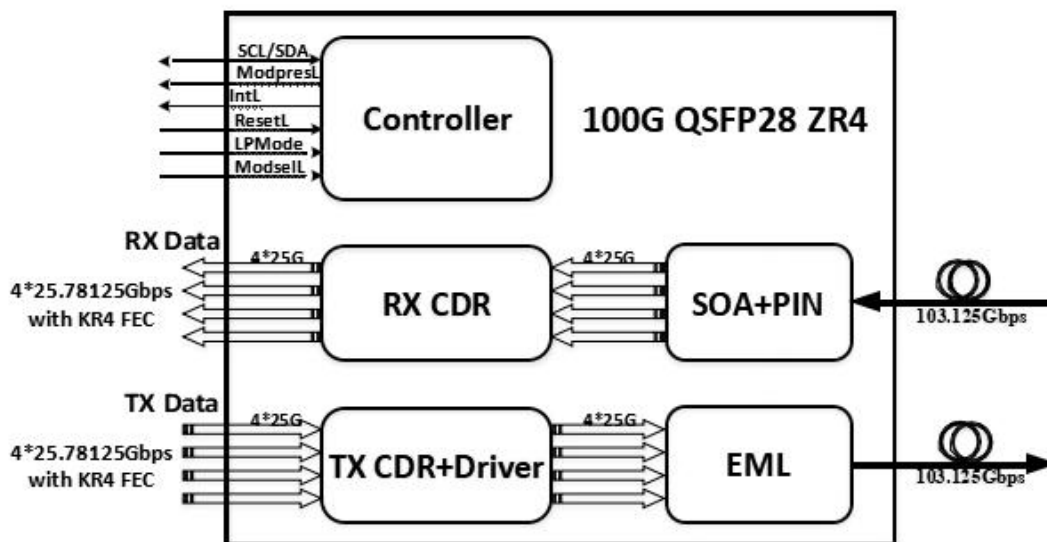 SCL/SDA
ModpresL
IntL
ResetL
LPMode
ModselL
Controller
100G QSFP28 ZR4
RX Data
4*25G
4*25G
4*25.78125Gbps
with KR4 FEC
RX CDR
SOA+PIN
103.125Gbps
TX Data
4*25G
4*25G
4*25.78125Gbps
with KR4 FEC
TX CDR+Driver
EML
103.125Gbps